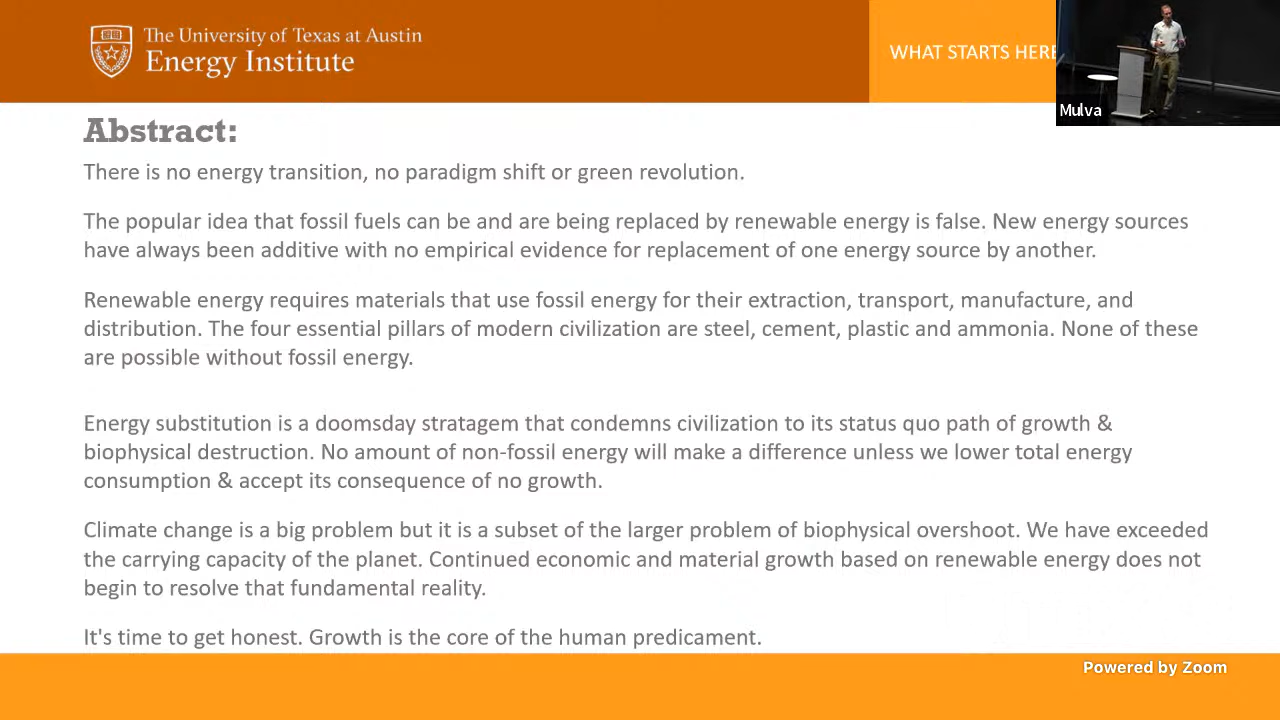 The University of Texas at Austin
Energy Institute
WHAT STARTS HERE
Mulva
Abstract:
There is no energy transition, no paradigm shift or green revolution.
The popular idea that fossil fuels can be and are being replaced by renewable energy is false. New energy sources
have always been additive with no empirical evidence for replacement of one energy source by another.
Renewable energy requires materials that use fossil energy for their extraction, transport, manufacture, and
distribution. The four essential pillars of modern civilization are steel, cement, plastic and ammonia. None of these
are possible without fossil energy.
Energy substitution is a doomsday stratagem that condemns civilization to its status quo path of growth &
biophysical destruction. No amount of non-fossil energy will make a difference unless we lower total energy
consumption & accept its consequence of no growth.
Climate change is a big problem but it is a subset of the larger problem of biophysical overshoot. We have exceeded
the carrying capacity of the planet. Continued economic and material growth based on renewable energy does not
begin to resolve that fundamental reality.
It's time to get honest. Growth is the core of the human predicament.
Powered by Zoom